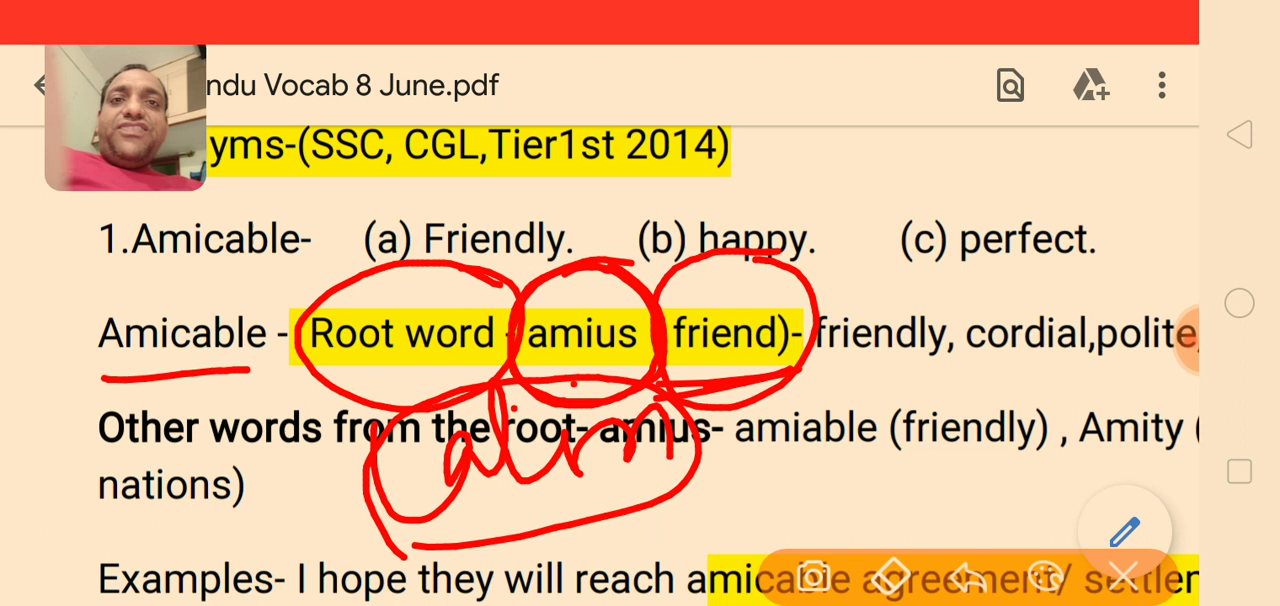 ndu Vocab 8 June.pdf
yms-(SSC, CGL,Tier1st 2014)
1.Amicable- (a) Friendly. (b) happy. (c) perfect.
Amicable - Root word - amius friend)- friendly, cordial,polite,
Other words from the root- amius- amiable (friendly) , Amity (
nations)
Examples- I hope they will reach amicable agreement/ settler